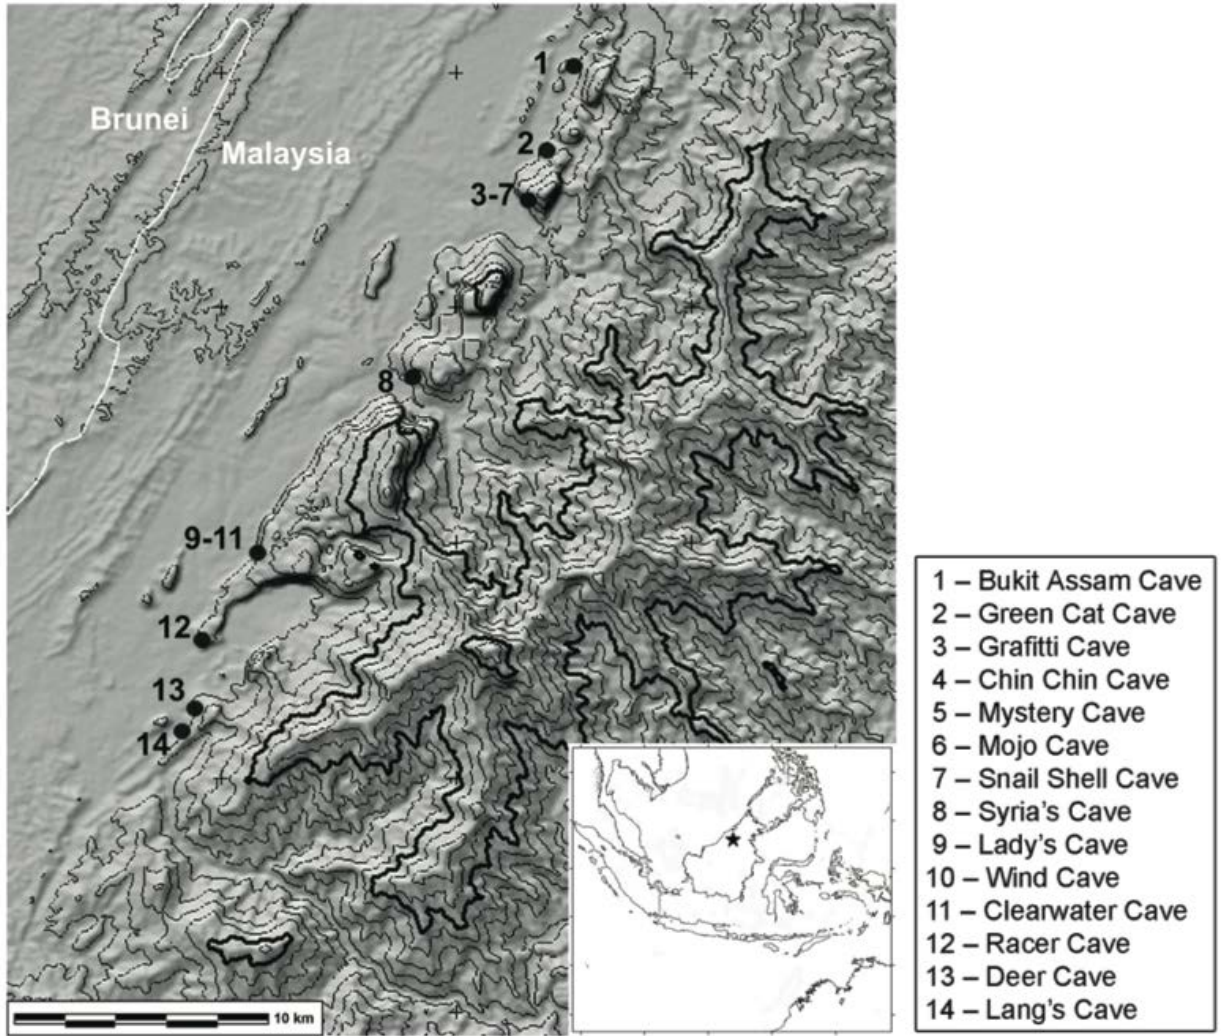 1
Brunei
Malaysia
2
3-7
8
9-11
12
13
14
10 km
1 – Bukit Assam Cave
2 – Green Cat Cave
3 – Grafitti Cave
4 – Chin Chin Cave
5 – Mystery Cave
6 – Mojo Cave
7 – Snail Shell Cave
8 – Syria's Cave
9 – Lady's Cave
10 – Wind Cave
11 – Clearwater Cave
12 – Racer Cave
13 – Deer Cave
14 – Lang's Cave